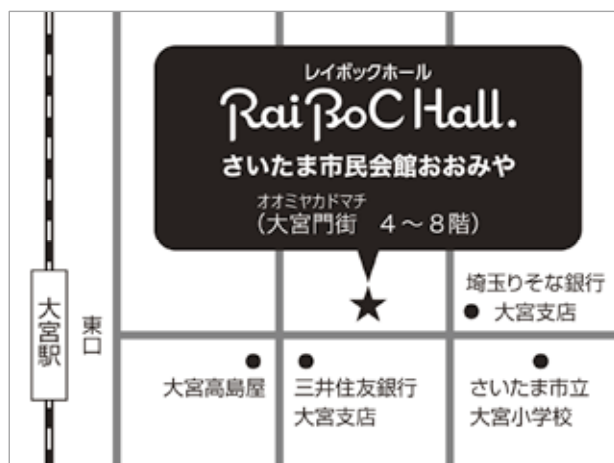 レイボックホール
RaiBoC Hall.
さいたま市民会館おおみや
オオミヤカドマチ
(大宮門街 4〜8階)
埼玉りそな銀行
大宮支店
大宮駅
東口
大宮高島屋
三井住友銀行
大宮支店
さいたま市立
大宮小学校